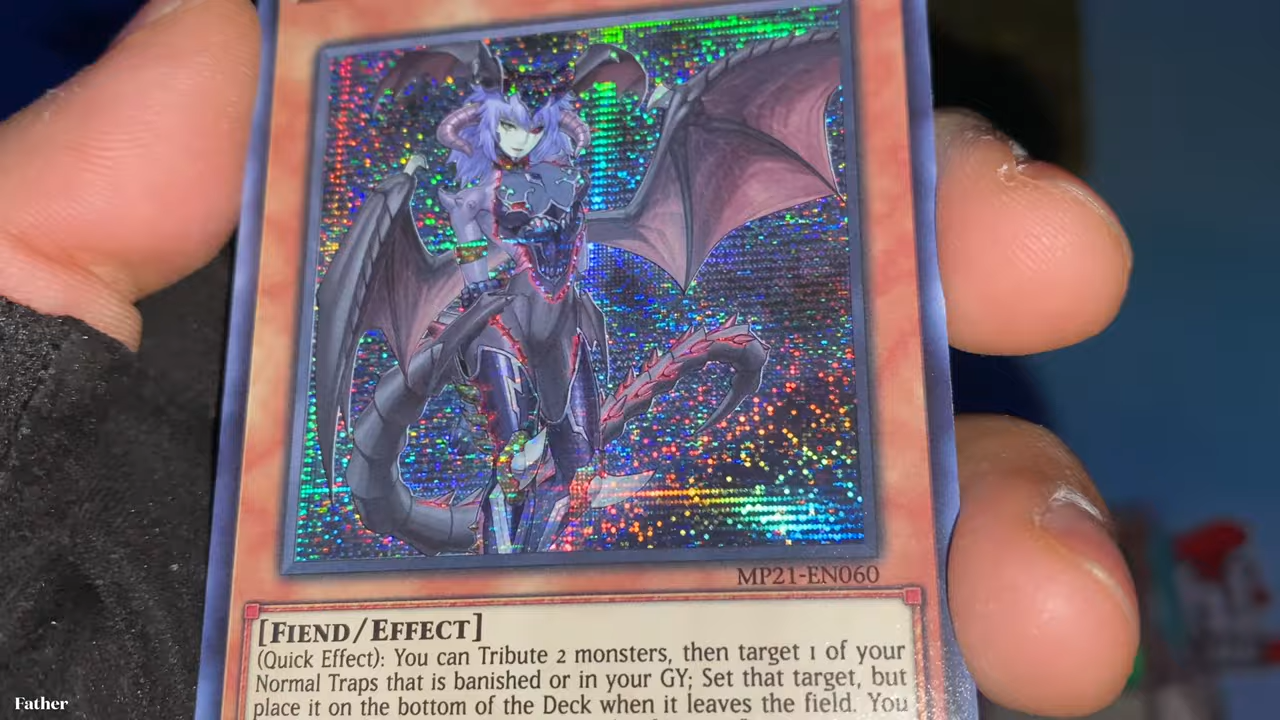 MP21-EN060
[FIEND/EFFECT]
(Quick Effect): You can Tribute 2 monsters, then target 1 of your
Normal Traps that is banished or in your GY; Set that target, but
place it on the bottom of the Deck when it leaves the field. You
Father